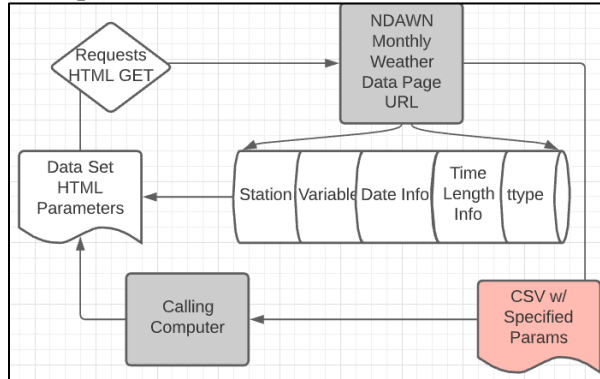 Requests
HTML GET
NDAWN
Monthly
Weather
Data Page
URL
Data Set
HTML
Parameters
Station
Variable
Date Info
Time
Length
Info
ttype
Calling
Computer
CSV w/
Specified
Params